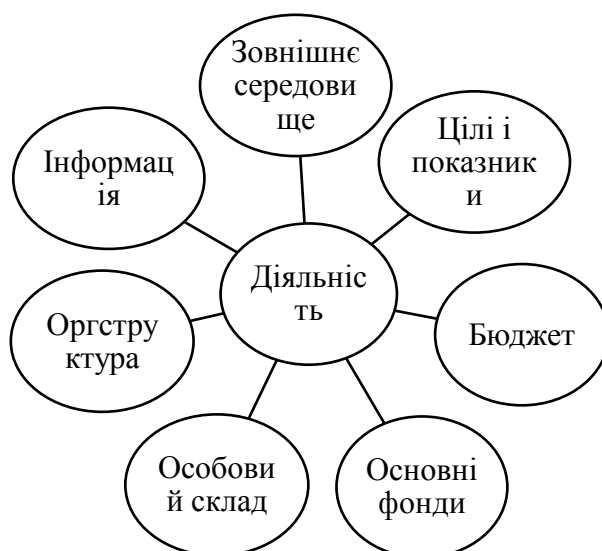 Зовнішнє
середови
ще
Цілі і
показник
и
Інформац
ія
Діяльніс
ть
Оргстру
ктура
Бюджет
Особови
й склад
Основні
фонди